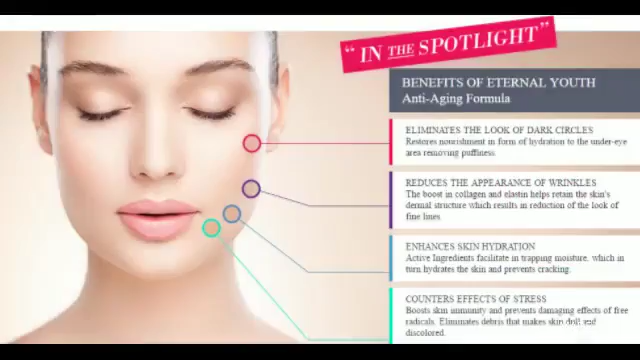 “ IN THE SPOTLIGHT”
BENEFITS OF ETERNAL YOUTH
Anti-Aging Formula
ELIMINATES THE LOOK OF DARK CIRCLES
Restores nourishment in form of hydration to the under-eye
area removing puffiness.
REDUCES THE APPEARANCE OF WRINKLES
The boost in collagen and elastin helps retain the skin's
dermal structure which results in reduction of the look of
fine lines.
ENHANCES SKIN HYDRATION
Active Ingredients facilitate in trapping moisture, which in
turn hydrates the skin and prevents cracking.
COUNTERS EFFECTS OF STRESS
Boosts skin immunity and prevents damaging effects of free
radicals. Eliminates debris that makes skin dull and
discolored.